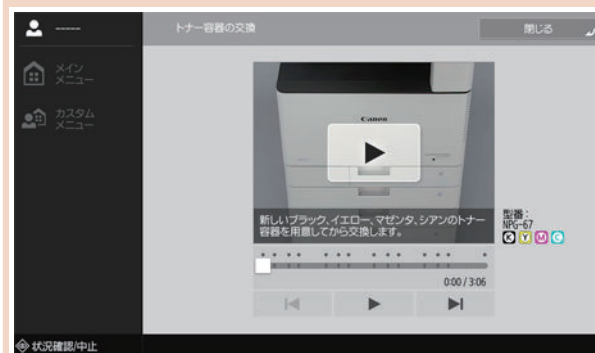 -----
トナー容器の交換
閉じる
メイン
メニュー
カスタム
メニュー
Canon
新しいブラック、イエロー、マゼンタ、シアンのトナー
容器を用意してから交換します。
型番：
NPG-67
K Y M C
0:00 / 3:06
状況確認/中止